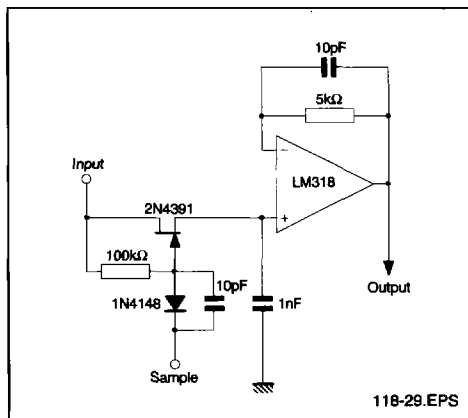 10pF
5kΩ
−
LM318
+
Input
2N4391
100kΩ
10pF
1nF
1N4148
Output
Sample
118-29.EPS